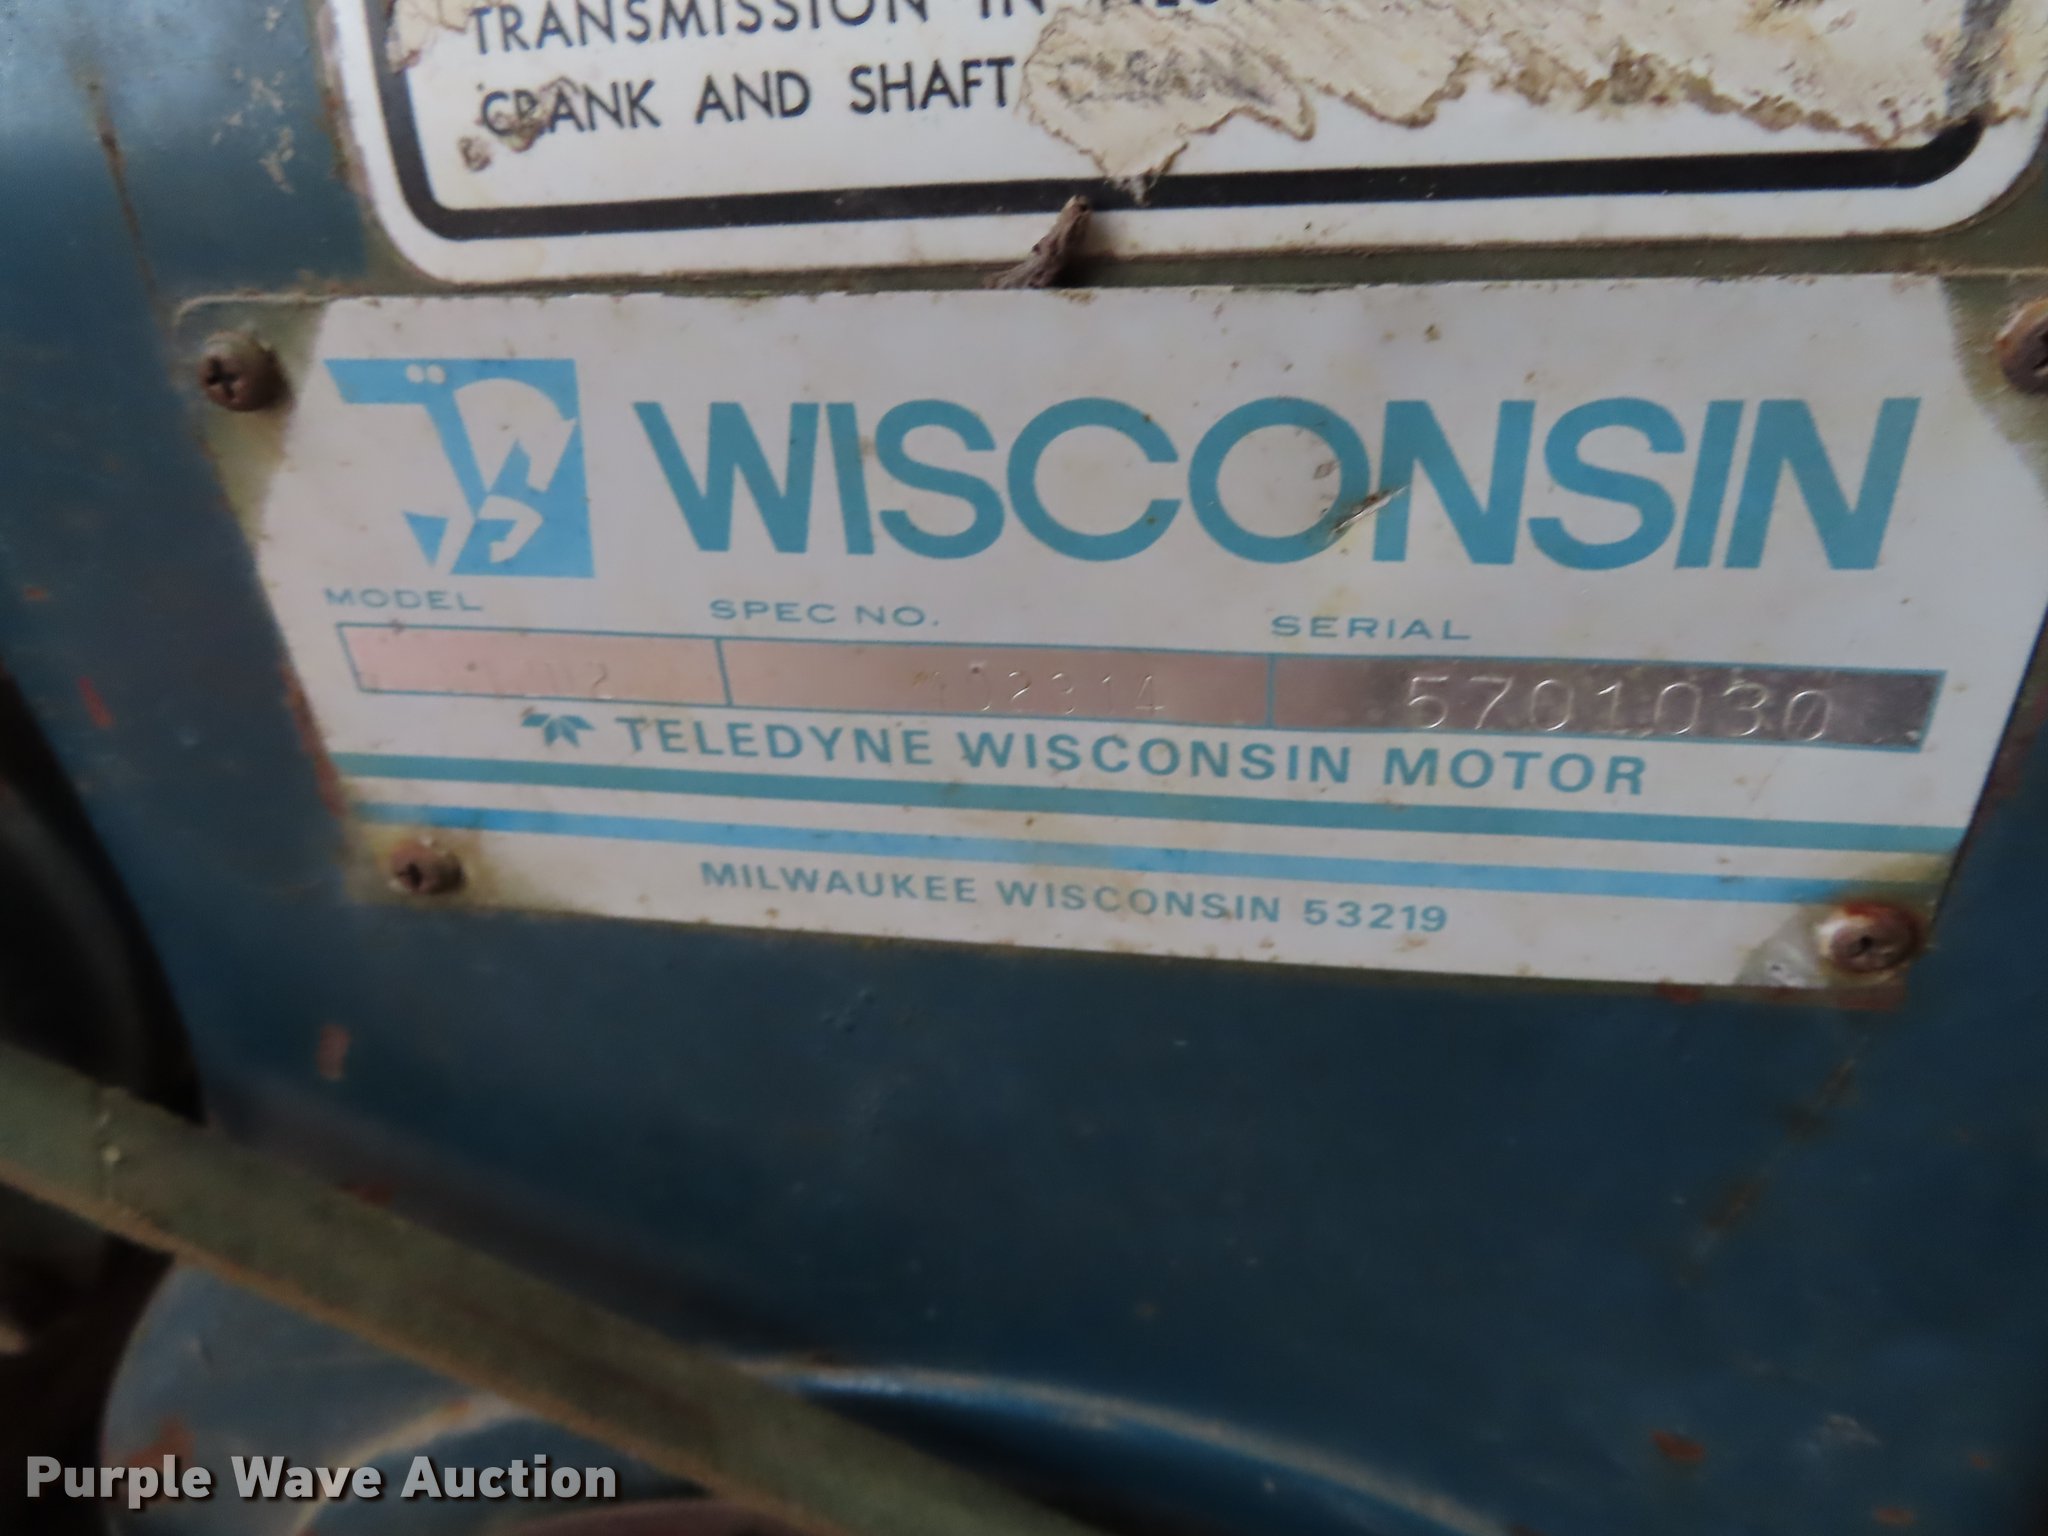 TRANSMISSION IN
CRANK AND SHAFT
WISCONSIN
MODEL SPEC NO. SERIAL
102314 5701030
TELEDYNE WISCONSIN MOTOR
MILWAUKEE WISCONSIN 53219
Purple Wave Auction